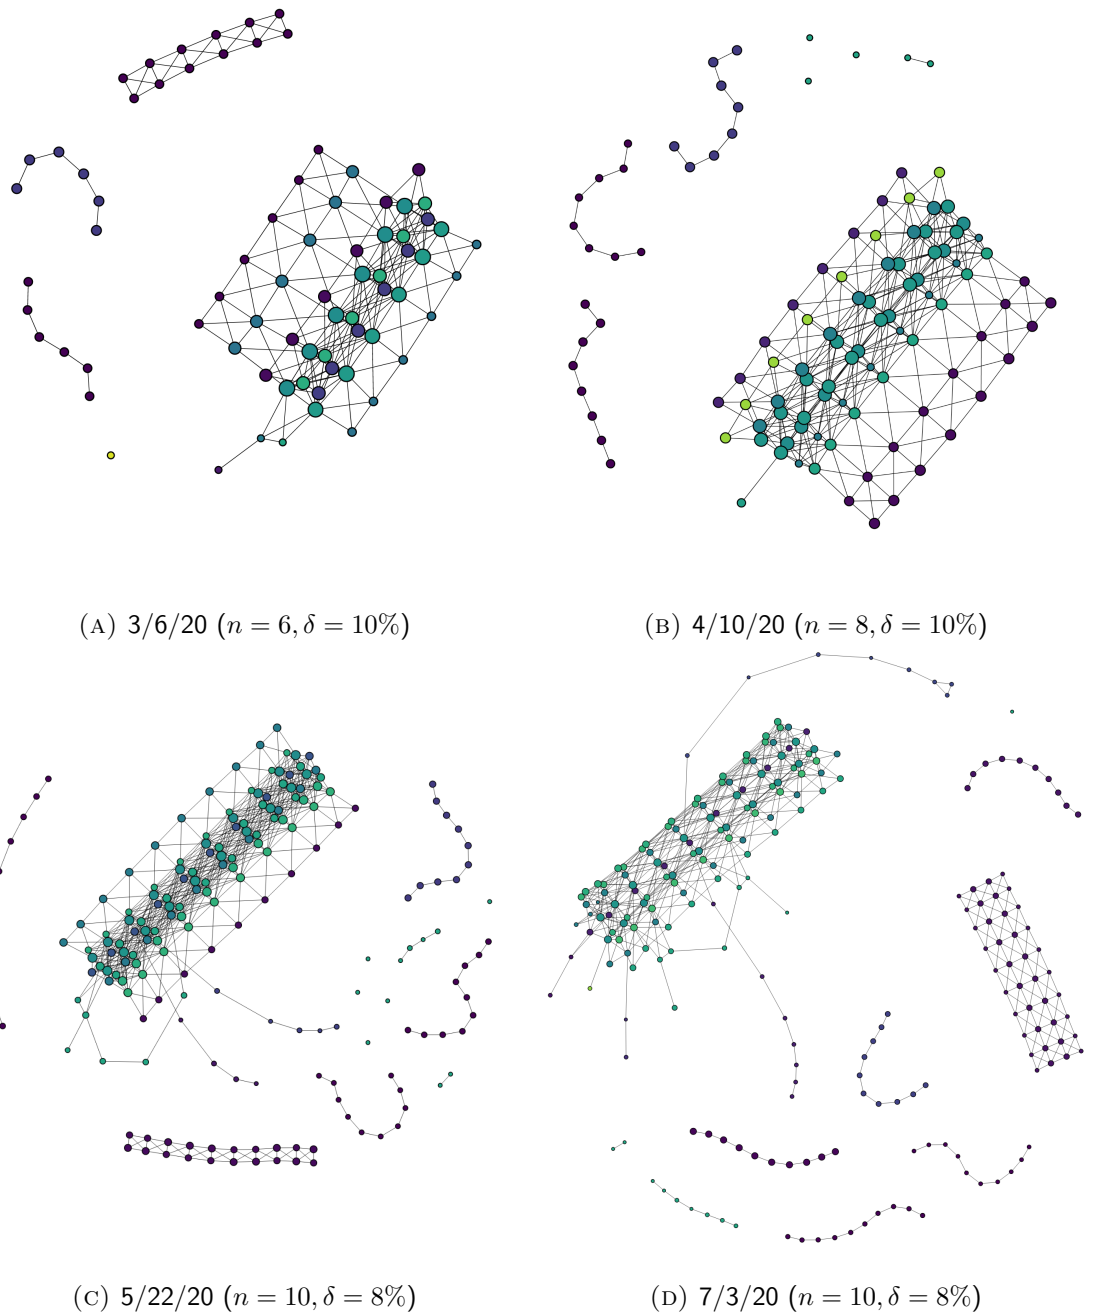 (A) 3/6/20 (n = 6, δ = 10%)
(B) 4/10/20 (n = 8, δ = 10%)
(C) 5/22/20 (n = 10, δ = 8%)
(D) 7/3/20 (n = 10, δ = 8%)